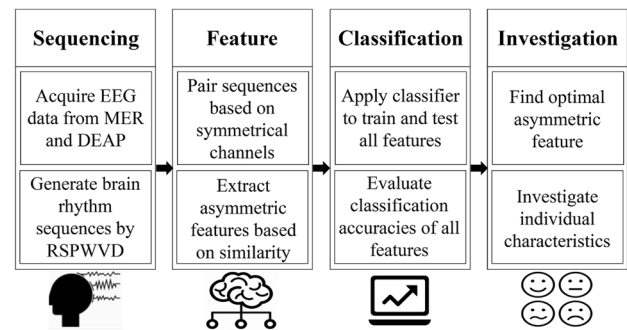 Sequencing
Acquire EEG
data from MER
and DEAP
Generate brain
rhythm
sequences by
RSPWVD
Feature
Pair sequences
based on
symmetrical
channels
Extract
asymmetric
features based
on similarity
Classification
Apply classifier
to train and test
all features
Evaluate
classification
accuracies of all
features
Investigation
Find optimal
asymmetric
feature
Investigate
individual
characteristics